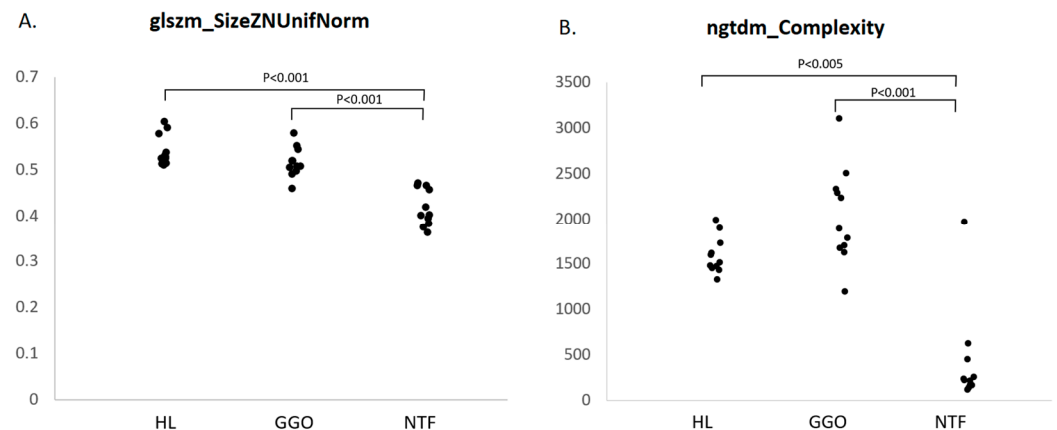 A.
glszm_SizeZNUnifNorm
P<0.001
P<0.001
0.7
0.6
0.5
0.4
0.3
0.2
0.1
0
HL GGO NTF
B.
ngtdm_Complexity
P<0.005
P<0.001
3500
3000
2500
2000
1500
1000
500
0
HL GGO NTF